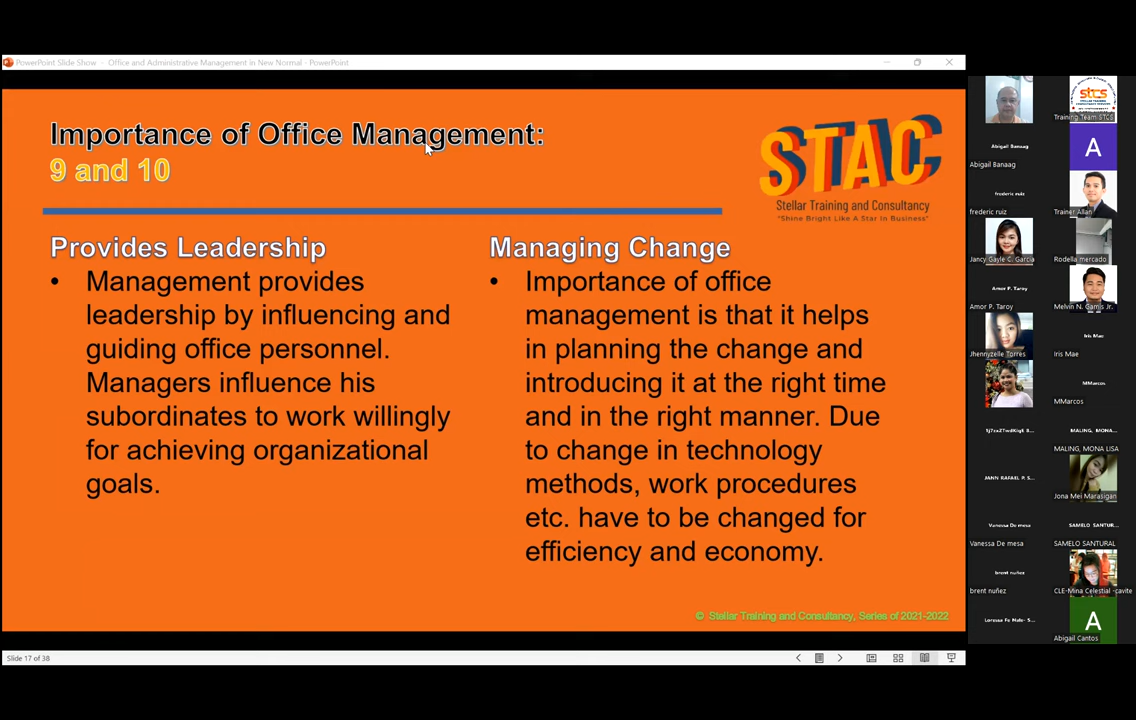 PowerPoint Slide Show - Office and Administrative Management in New Normal - PowerPoint
Importance of Office Management:
9 and 10
STAC
Stellar Training and Consultancy
"Shine Bright Like A Star In Business"
Provides Leadership
• Management provides
leadership by influencing and
guiding office personnel.
Managers influence his
subordinates to work willingly
for achieving organizational
goals.
Managing Change
• Importance of office
management is that it helps
in planning the change and
introducing it at the right time
and in the right manner. Due
to change in technology
methods, work procedures
etc. have to be changed for
efficiency and economy.
© Stellar Training and Consultancy, Series of 2021-2022
Slide 17 of 38
stcs
Training Team STCS
Abigail Banaag
Abigail Banaag
A
frederic ruiz
frederic ruiz
Trainer Allan
Jancy Gayle C. Garcia
Rodella mercado
Amor P. Taroy
Amor P. Taroy
Melvin N. Gamis Jr.
Jhennyzelle Torres
Iris Mae
Iris Mae
MMarcos
MMarcos
MALING, MONA...
MALING, MONA LISA
JANN RAFAEL P. S...
Jona Mei Marasigan
Vanessa De mesa
Vanessa De mesa
SAMELO SANTUR...
SAMELO SANTURAL
brent nuñez
brent nuñez
CLE-Mina Celestial -cavite
A
Abigail Cantos